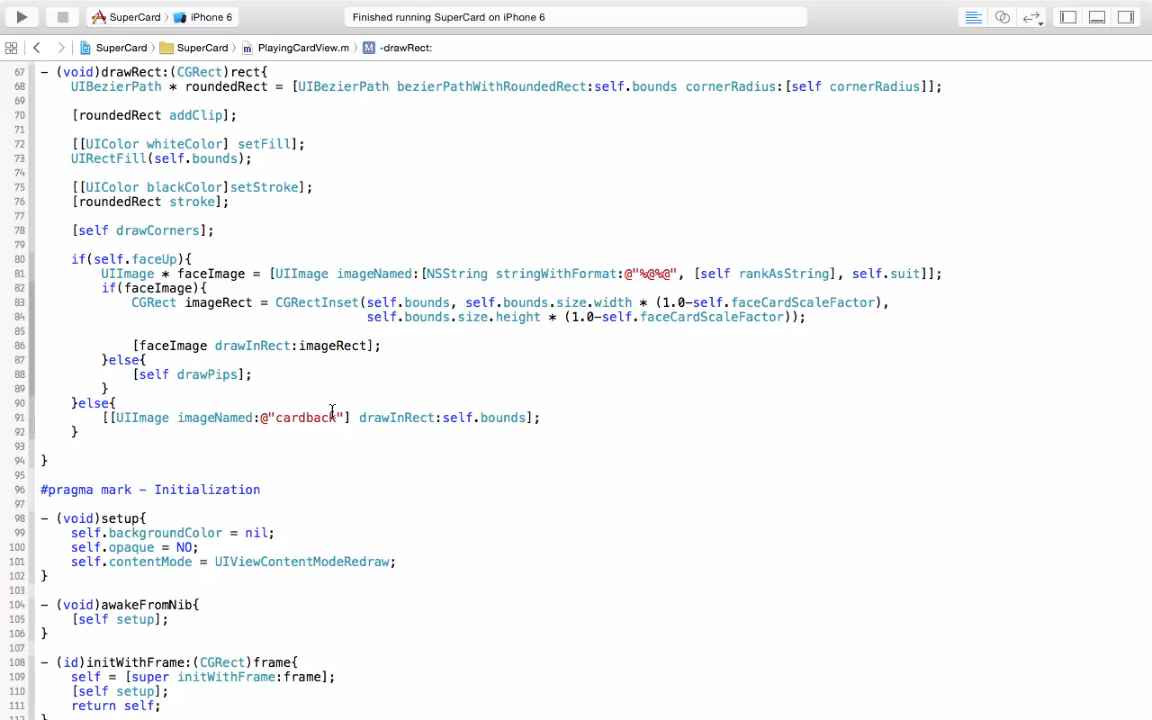 SuperCard › iPhone 6 Finished running SuperCard on iPhone 6
SuperCard › SuperCard › PlayingCardView.m › M -drawRect:
67 - (void)drawRect:(CGRect)rect{
68 UIBezierPath * roundedRect = [UIBezierPath bezierPathWithRoundedRect:self.bounds cornerRadius:[self cornerRadius]];
69
70 [roundedRect addClip];
71
72 [[UIColor whiteColor] setFill];
73 UIRectFill(self.bounds);
74
75 [[UIColor blackColor]setStroke];
76 [roundedRect stroke];
77
78 [self drawCorners];
79
80 if(self.faceUp){
81 UIImage * faceImage = [UIImage imageNamed:[NSString stringWithFormat:@"%@%@", [self rankAsString], self.suit]];
82 if(faceImage){
83 CGRect imageRect = CGRectInset(self.bounds, self.bounds.size.width * (1.0-self.faceCardScaleFactor),
84 self.bounds.size.height * (1.0-self.faceCardScaleFactor));
85
86 [faceImage drawInRect:imageRect];
87 }else{
88 [self drawPips];
89 }
90 }else{
91 [[UIImage imageNamed:@"cardback"] drawInRect:self.bounds];
92 }
93
94 }
95
96 #pragma mark - Initialization
97
98 - (void)setup{
99 self.backgroundColor = nil;
100 self.opaque = NO;
101 self.contentMode = UIViewContentModeRedraw;
102 }
103
104 - (void)awakeFromNib{
105 [self setup];
106 }
107
108 - (id)initWithFrame:(CGRect)frame{
109 self = [super initWithFrame:frame];
110 [self setup];
111 return self;